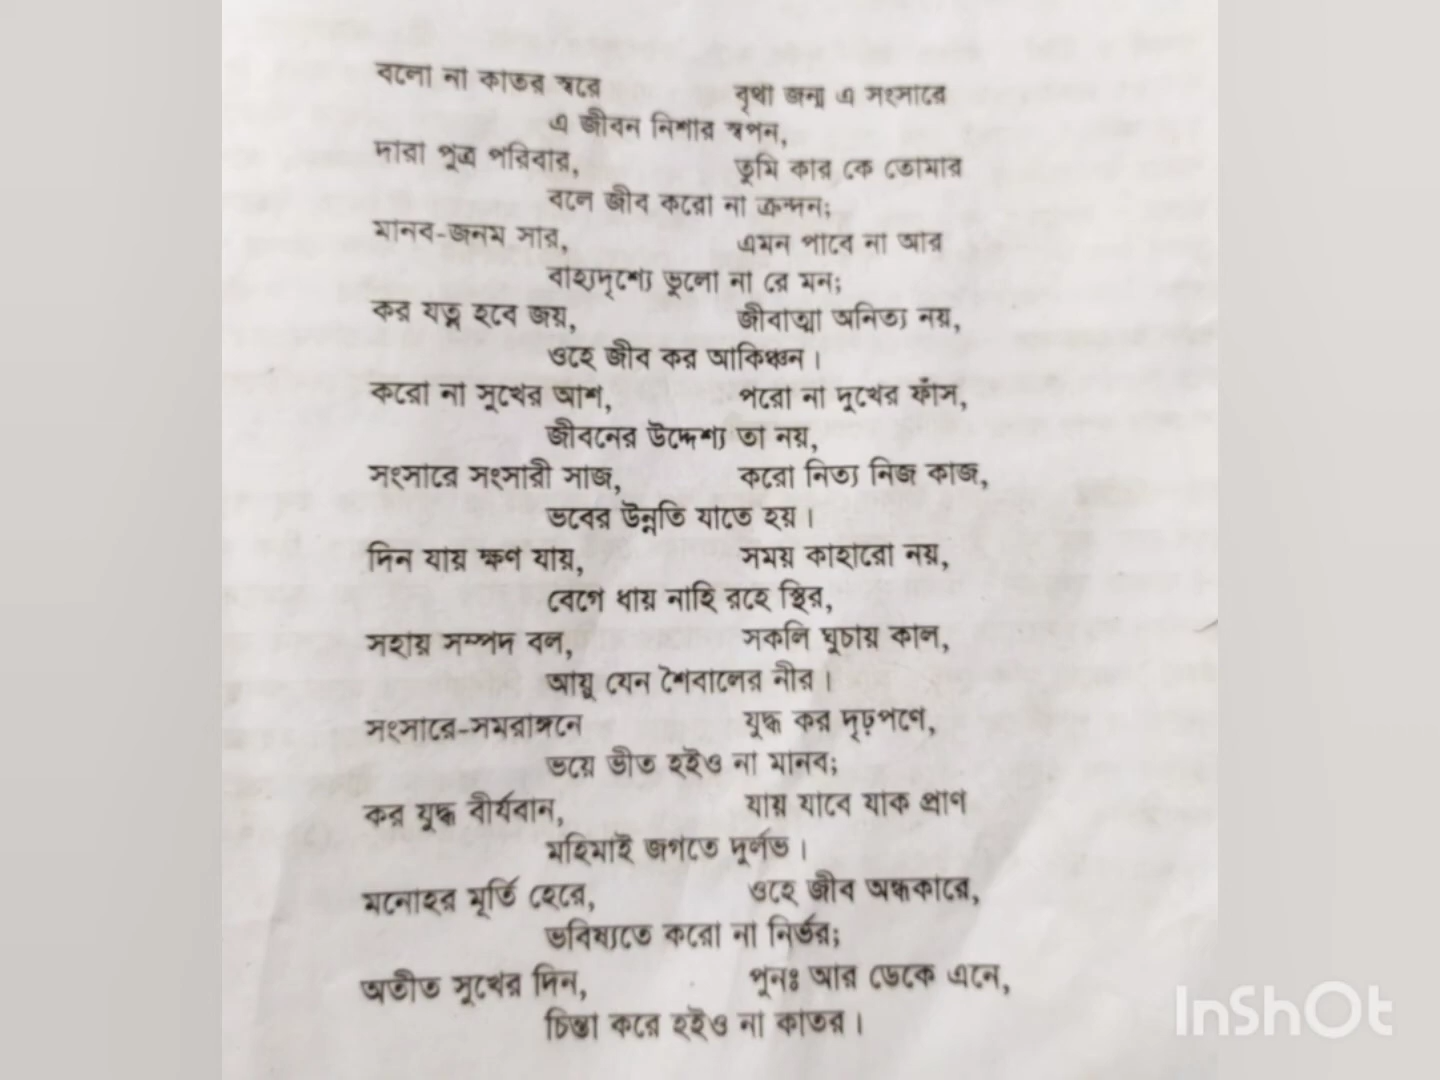 বলো না কাতর স্বরে বৃথা জন্ম এ সংসারে
এ জীবন নিশার স্বপন,
দারা পুত্র পরিবার, তুমি কার কে তোমার
বলে জীব করো না ক্রন্দন;
মানব-জনম সার, এমন পাবে না আর
বাহ্যদৃশ্যে ভুলো না রে মন;
কর যত্ন হবে জয়, জীবাত্মা অনিত্য নয়,
ওহে জীব কর আকিঞ্চন।
করো না সুখের আশ, পরো না দুখের ফাঁস,
জীবনের উদ্দেশ্য তা নয়,
সংসারে সংসারী সাজ, করো নিত্য নিজ কাজ,
ভবের উন্নতি যাতে হয়।
দিন যায় ক্ষণ যায়, সময় কাহারো নয়,
বেগে ধায় নাহি রহে স্থির,
সহায় সম্পদ বল, সকলি ঘুচায় কাল,
আয়ু যেন শৈবালের নীর।
সংসারে-সমরাঙ্গনে যুদ্ধ কর দৃঢ়পণে,
ভয়ে ভীত হইও না মানব;
কর যুদ্ধ বীর্যবান, যায় যাবে যাক প্রাণ
মহিমাই জগতে দুর্লভ।
মনোহর মূর্তি হেরে, ওহে জীব অন্ধকারে,
ভবিষ্যতে করো না নির্ভর;
অতীত সুখের দিন, পুনঃ আর ডেকে এনে,
চিন্তা করে হইও না কাতর।
InShOt